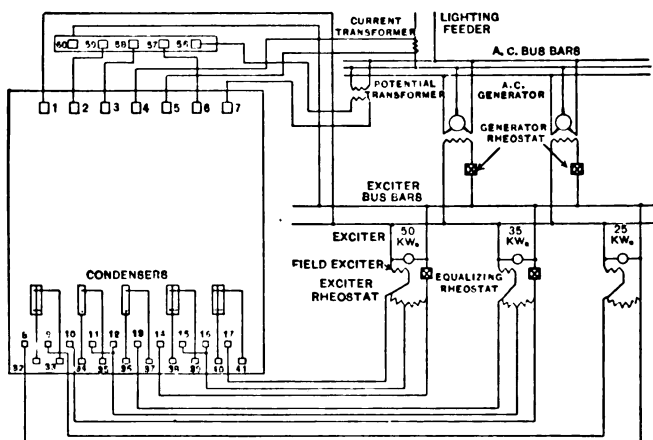 CURRENT TRANSFORMER
LIGHTING FEEDER
A.C. BUS BARS
60 59 58 57 56
POTENTIAL TRANSFORMER
A.C. GENERATOR
1 2 3 4 5 6 7
GENERATOR RHEOSTAT
EXCITER BUS BARS
EXCITER
50 KW.
35 KW.
25 KW.
FIELD EXCITER
EXCITER RHEOSTAT
EQUALIZING RHEOSTAT
CONDENSERS
9 10 11 12 13 14 15 16 17
32 33 34 35 36 37 38 39 40 41